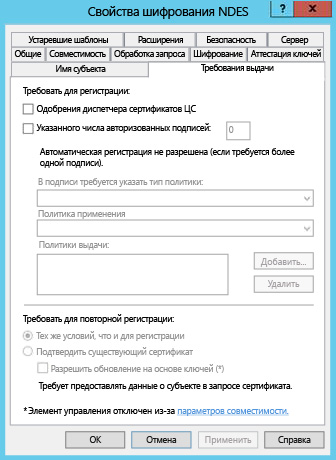 Свойства шифрования NDES
?
x
Устаревшие шаблоны
Расширения
Безопасность
Сервер
Общие
Совместимость
Обработка запроса
Шифрование
Аттестация ключей
Имя субъекта
Требования выдачи
Требовать для регистрации:
Одобрения диспетчера сертификатов ЦС
Указанного числа авторизованных подписей:
0
Автоматическая регистрация не разрешена (если требуется более
одной подписи).
В подписи требуется указать тип политики:
Политика применения
Политики выдачи:
Добавить...
Удалить
Требовать для повторной регистрации:
Тех же условий, что и для регистрации
Подтвердить существующий сертификат
Разрешить обновление на основе ключей (*)
Требует предоставлять данные о субъекте в запросе сертификата.
*Элемент управления отключен из-за параметров совместимости.
OK
Отмена
Применить
Справка